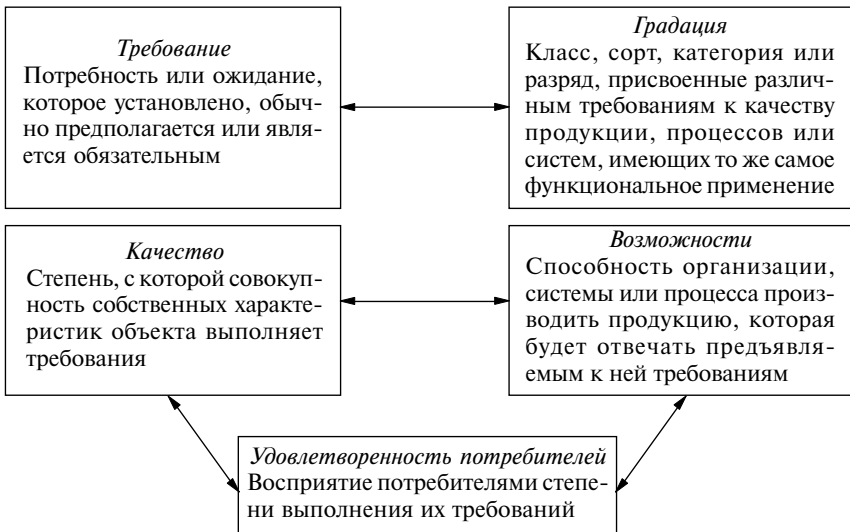 Требование
Потребность или ожидание,
которое установлено, обыч-
но предполагается или явля-
ется обязательным
Градация
Класс, сорт, категория или
разряд, присвоенные различ-
ным требованиям к качеству
продукции, процессов или
систем, имеющих то же самое
функциональное применение
Качество
Степень, с которой совокуп-
ность собственных характе-
ристик объекта выполняет
требования
Возможности
Способность организации,
системы или процесса произ-
водить продукцию, которая
будет отвечать предъявля-
емым к ней требованиям
Удовлетворенность потребителей
Восприятие потребителями степе-
ни выполнения их требований